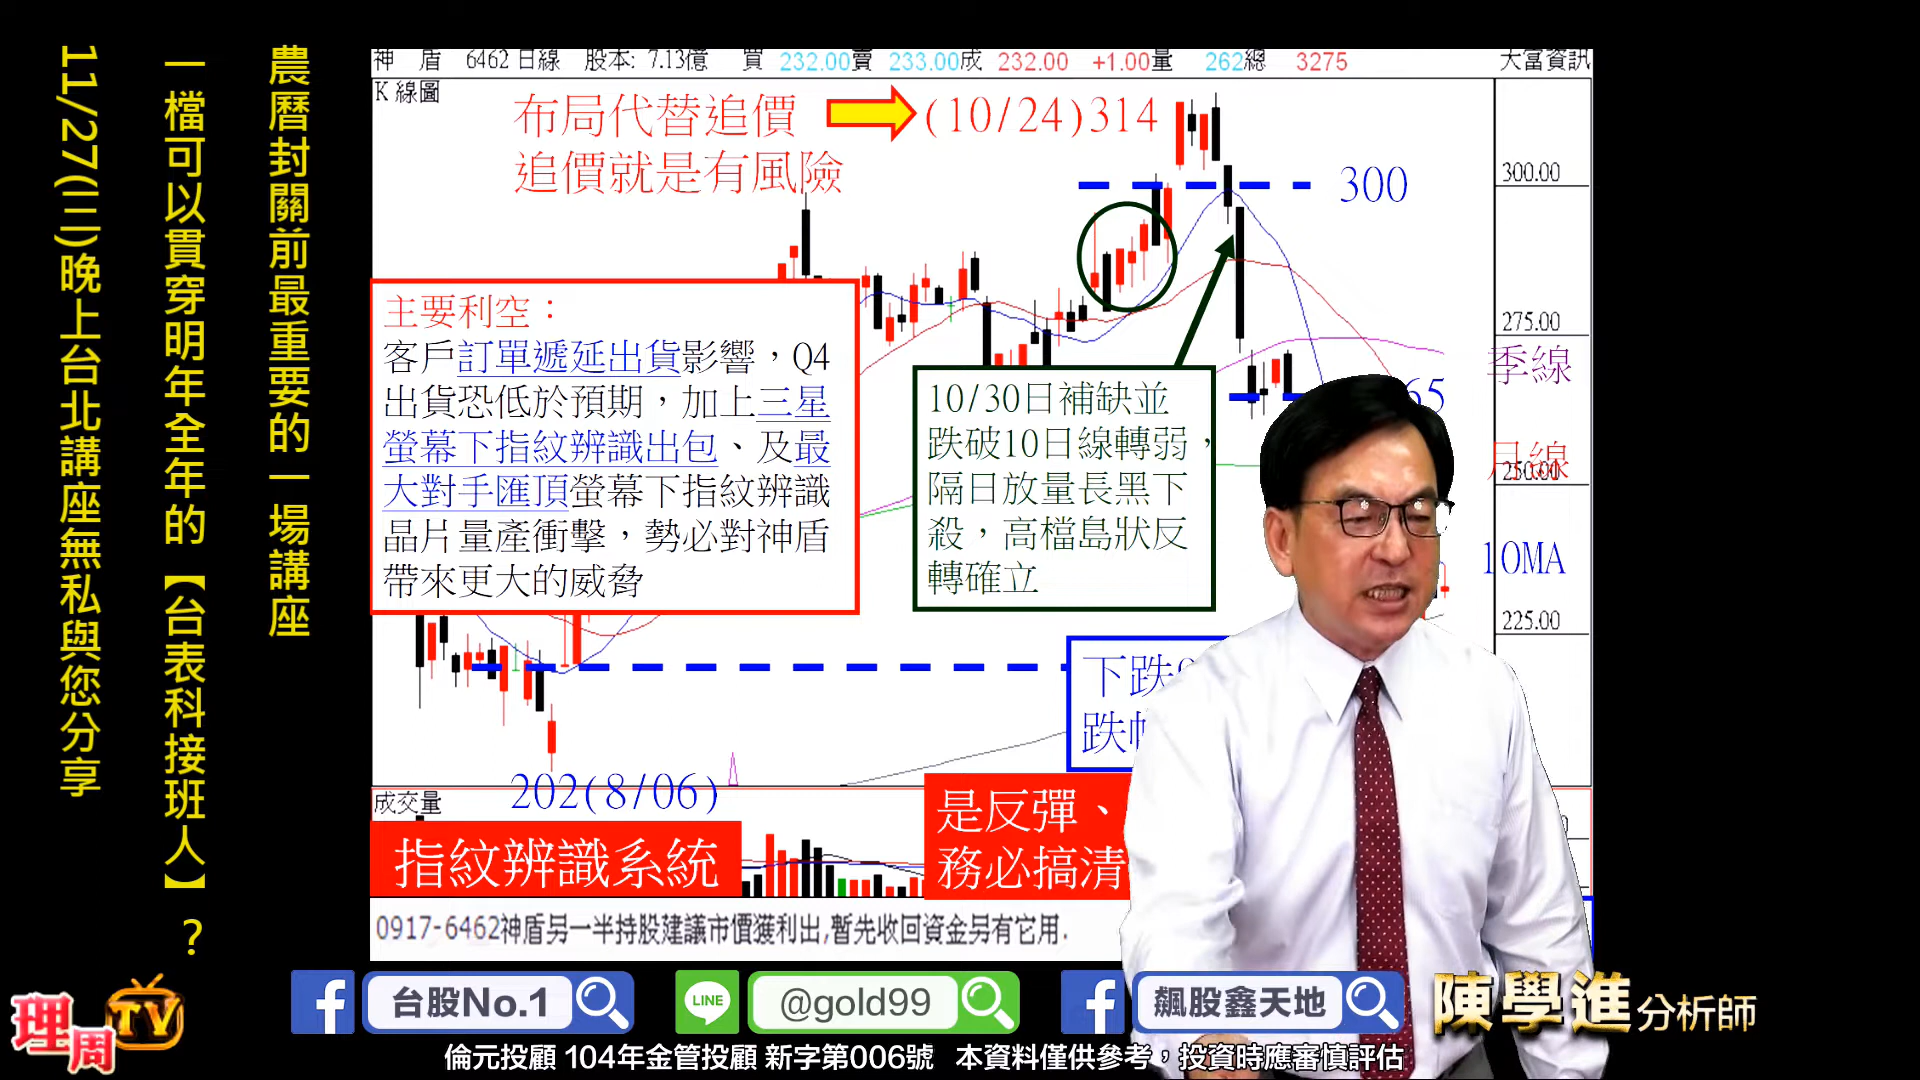 農曆封關前最重要的一場講座
一檔可以貫穿明年全年的【台表科接班人】？
11/27(三)晚上台北講座無私與您分享
神 盾 6462 日線 股本: 7.13億 買 232.00賣 233.00成 232.00 +1.00量 262總 3275 大富資訊
K 線圖
布局代替追價 (10/24)314
追價就是有風險
300.00
300
275.00
季線
65
月線
250.00
10MA
225.00
主要利空：
客戶訂單遞延出貨影響，Q4
出貨恐低於預期，加上三星
螢幕下指紋辨識出包、及最
大對手匯頂螢幕下指紋辨識
晶片量產衝擊，勢必對神盾
帶來更大的威脅
10/30日補缺並
跌破10日線轉弱，
隔日放量長黑下
殺，高檔島狀反
轉確立
下跌
跌
202(8/06)
成交量
指紋辨識系統
是反彈、
務必搞清
0917-6462神盾另一半持股建議市價獲利出,暫先收回資金另有它用.
理周TV
台股No.1
LINE
@gold99
飆股鑫天地
陳學進分析師
倫元投顧 104年金管投顧 新字第006號 本資料僅供參考，投資時應審慎評估